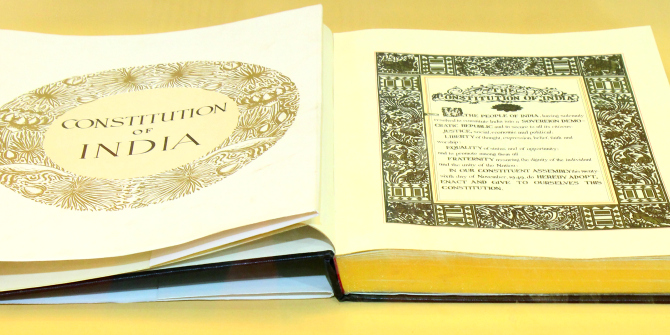 CONSTITUTION
OF
INDIA
THE
CONSTITUTION OF INDIA
WE, THE PEOPLE OF INDIA, having solemnly
resolved to constitute India into a SOVEREIGN DEMO-
CRATIC REPUBLIC and to secure to all its citizens:
JUSTICE, social, economic and political;
LIBERTY of thought, expression, belief, faith and
worship;
EQUALITY of status and of opportunity;
and to promote among them all
FRATERNITY assuring the dignity of the individual
and the unity of the Nation;
IN OUR CONSTITUENT ASSEMBLY this twenty
sixth day of November, 1949, do HEREBY ADOPT,
ENACT AND GIVE TO OURSELVES THIS
CONSTITUTION.